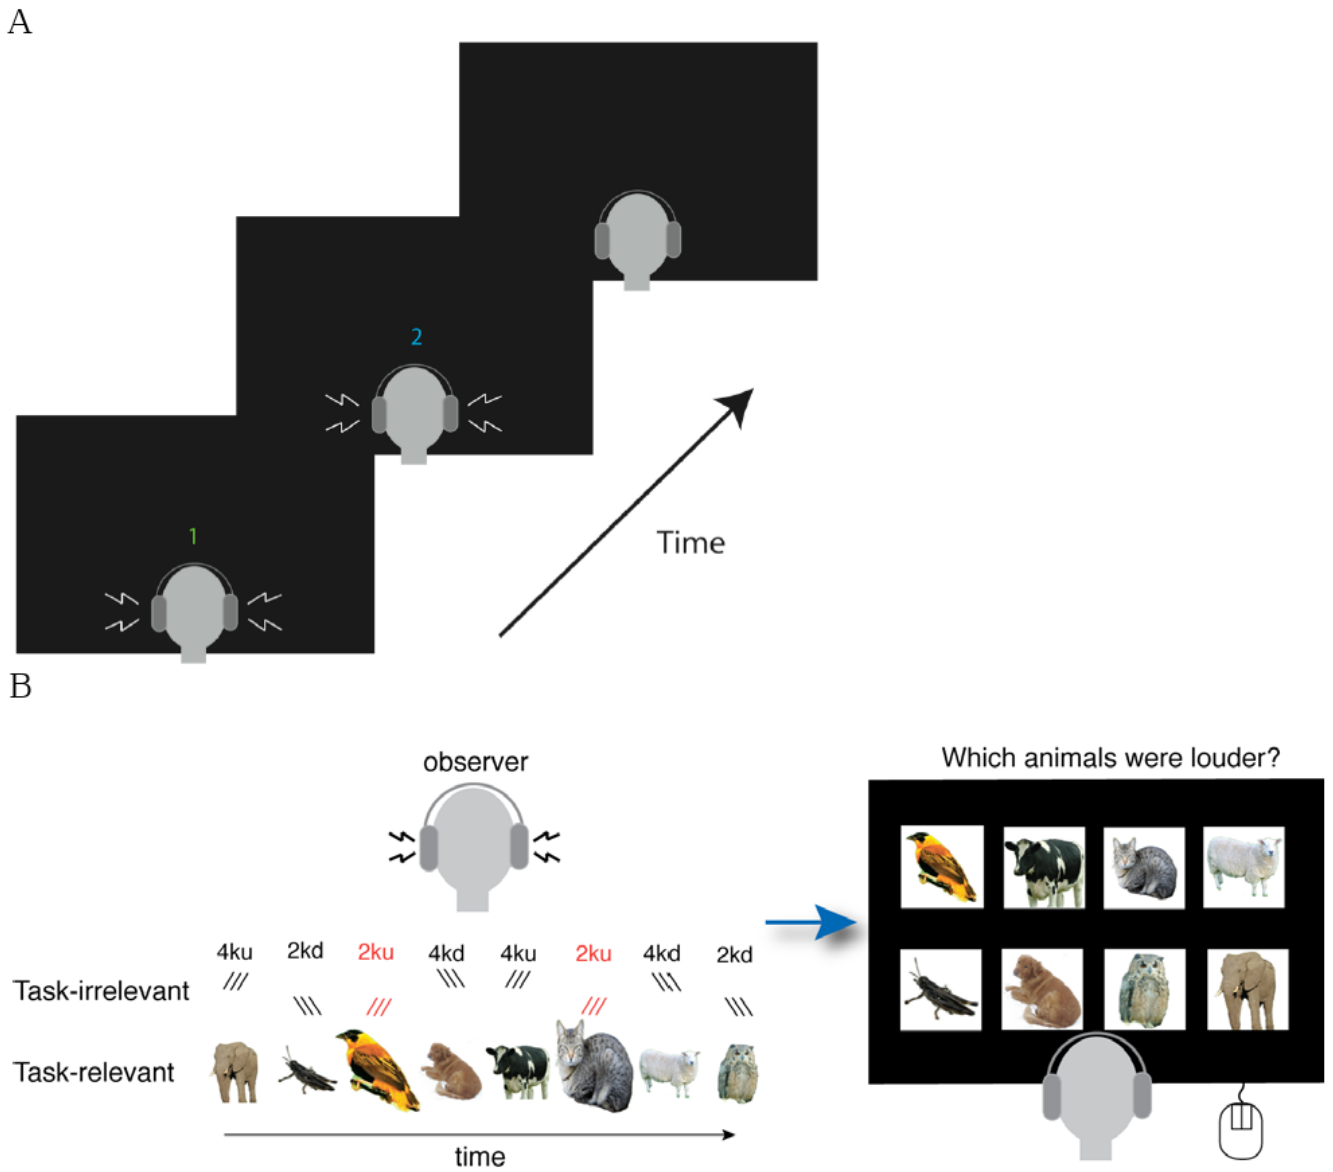 A
2
1
Time
B
observer
Which animals were louder?
4ku 2kd 2ku 4kd 4ku 2ku 4kd 2kd
Task-irrelevant
Task-relevant
time